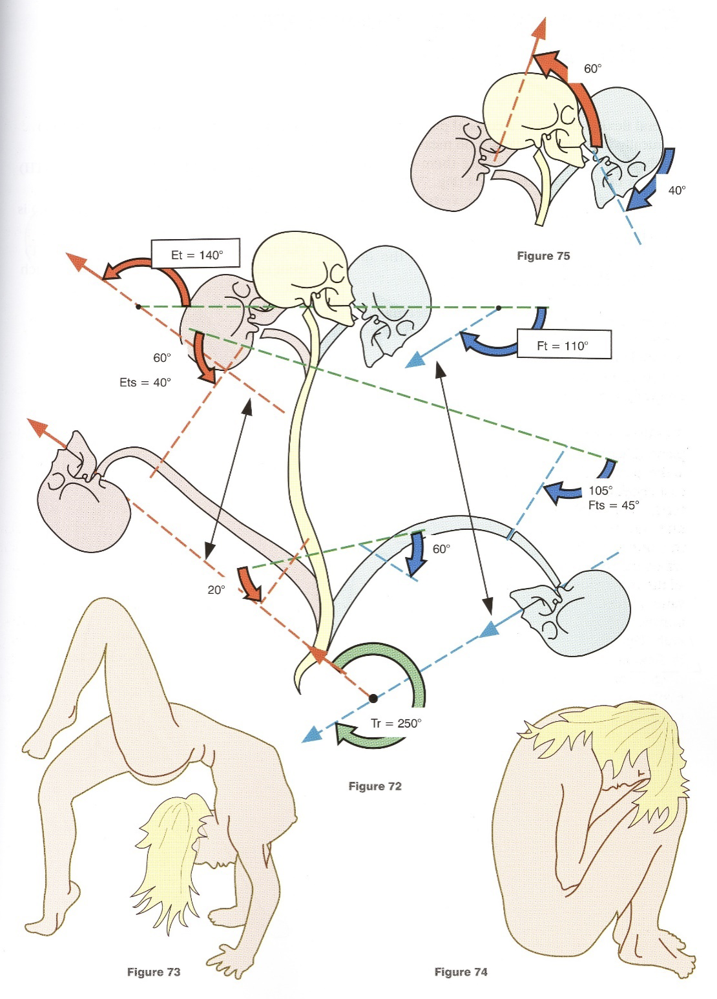 60°
40°
Figure 75
Et = 140°
Ft = 110°
60°
Ets = 40°
105°
Fts = 45°
60°
20°
Tr = 250°
Figure 72
Figure 73
Figure 74